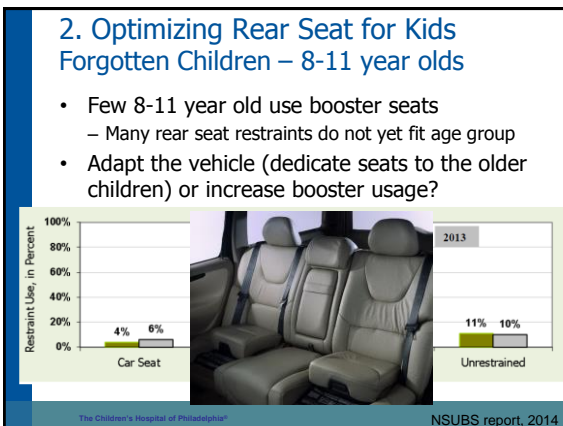 2. Optimizing Rear Seat for Kids
Forgotten Children – 8-11 year olds
• Few 8-11 year old use booster seats
– Many rear seat restraints do not yet fit age group
• Adapt the vehicle (dedicate seats to the older
children) or increase booster usage?
Restraint Use, in Percent
100%
80%
60%
40%
20%
0%
4% 6%
Car Seat
2013
11% 10%
Unrestrained
The Children's Hospital of Philadelphia®
NSUBS report, 2014